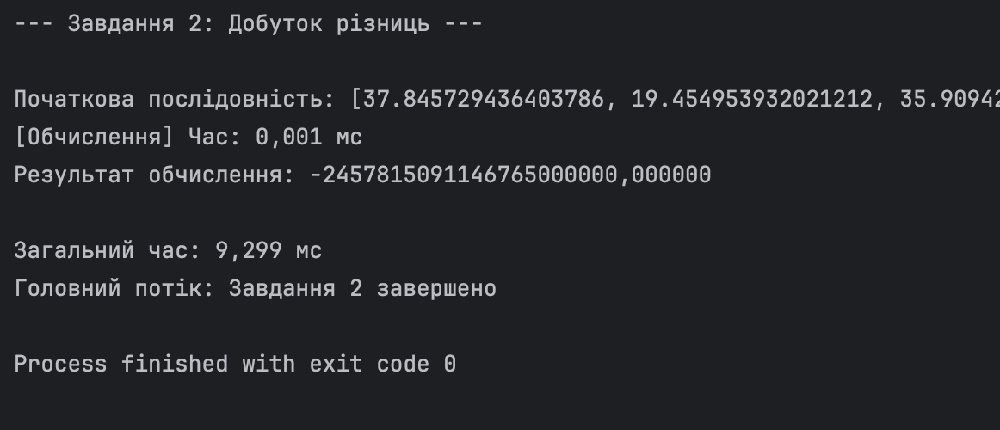 --- Завдання 2: Добуток різниць ---
Початкова послідовність: [37.845729436403786, 19.454953932021212, 35.90942
[Обчислення] Час: 0,001 мс
Результат обчислення: -2457815091146765000000,000000
Загальний час: 9,299 мс
Головний потік: Завдання 2 завершено
Process finished with exit code 0